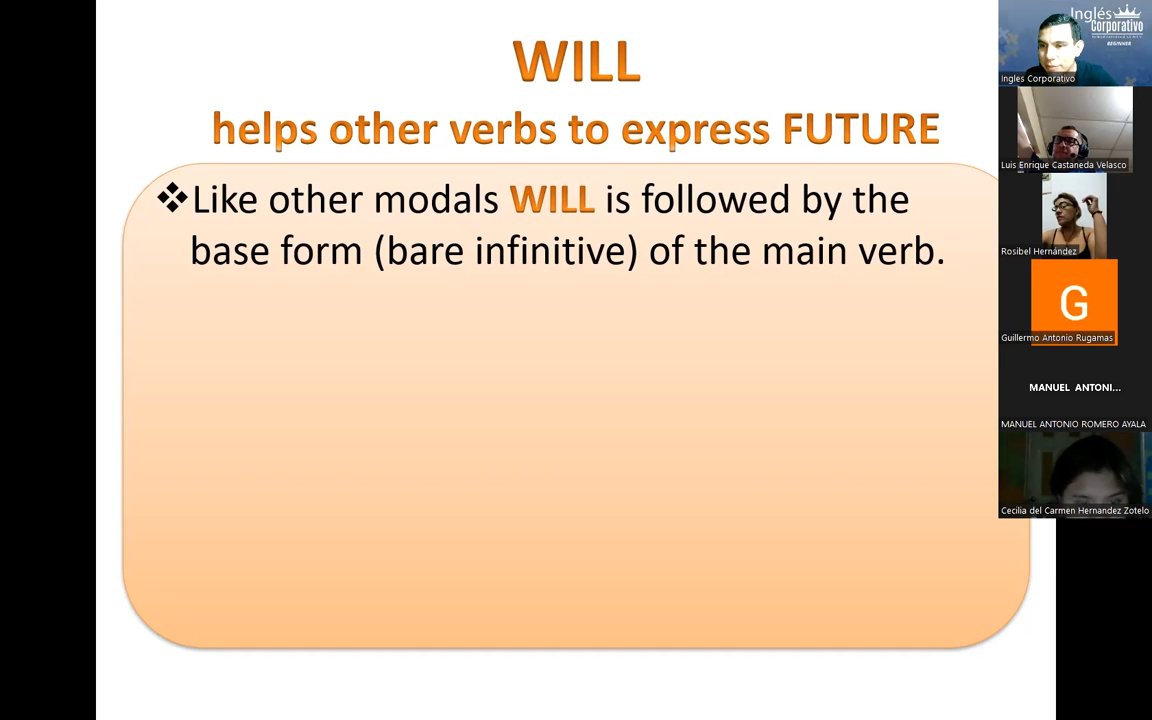 WILL
helps other verbs to express FUTURE
❖Like other modals WILL is followed by the
base form (bare infinitive) of the main verb.
Inglés
Corporativo
BEGINNER
Ingles Corporativo
Luis Enrique Castaneda Velasco
Rosibel Hernández
G
Guillermo Antonio Rugamas
MANUEL ANTONI...
MANUEL ANTONIO ROMERO AYALA
Cecilia del Carmen Hernandez Zotelo